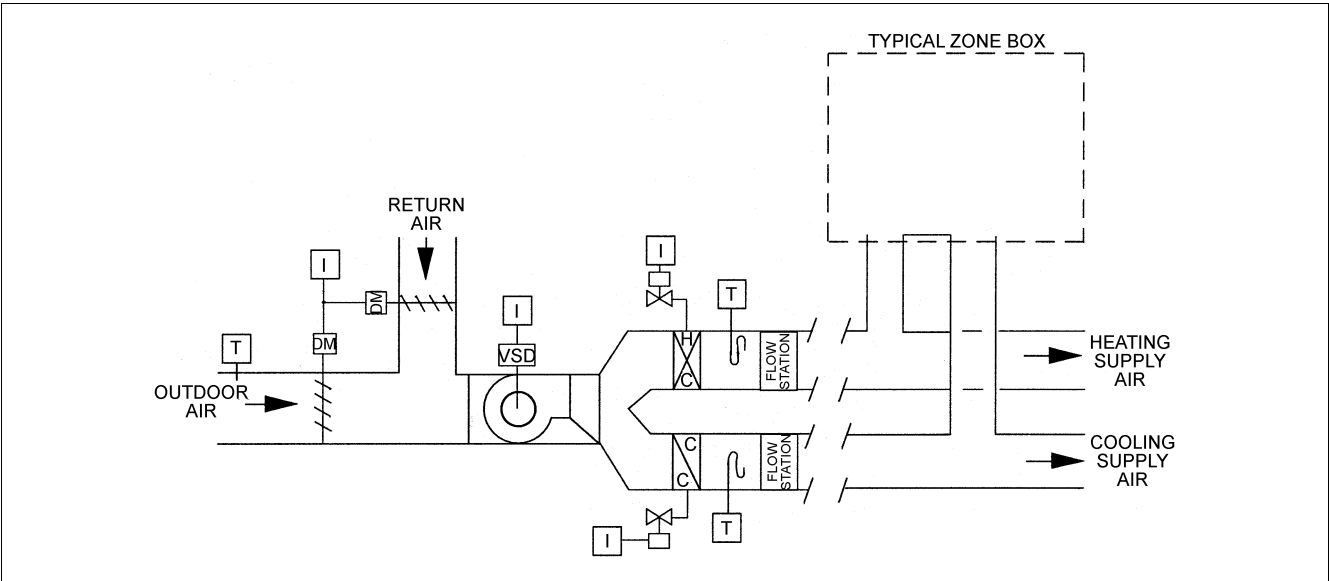 TYPICAL ZONE BOX
RETURN
AIR
I
I
I
T
DM
DM
T
VSD
H
C
FLOW
STATION
HEATING
SUPPLY
AIR
OUTDOOR
AIR
C
C
FLOW
STATION
COOLING
SUPPLY
AIR
I
T